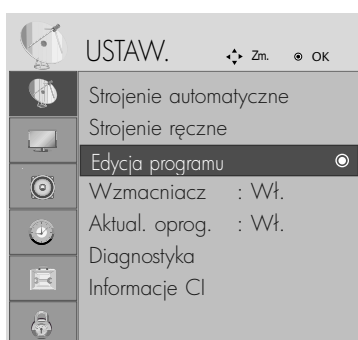 USTAW. Zm. OK
Strojenie automatyczne
Strojenie ręczne
Edycja programu
Wzmacniacz : Wł.
Aktual. oprog. : Wł.
Diagnostyka
Informacje CI